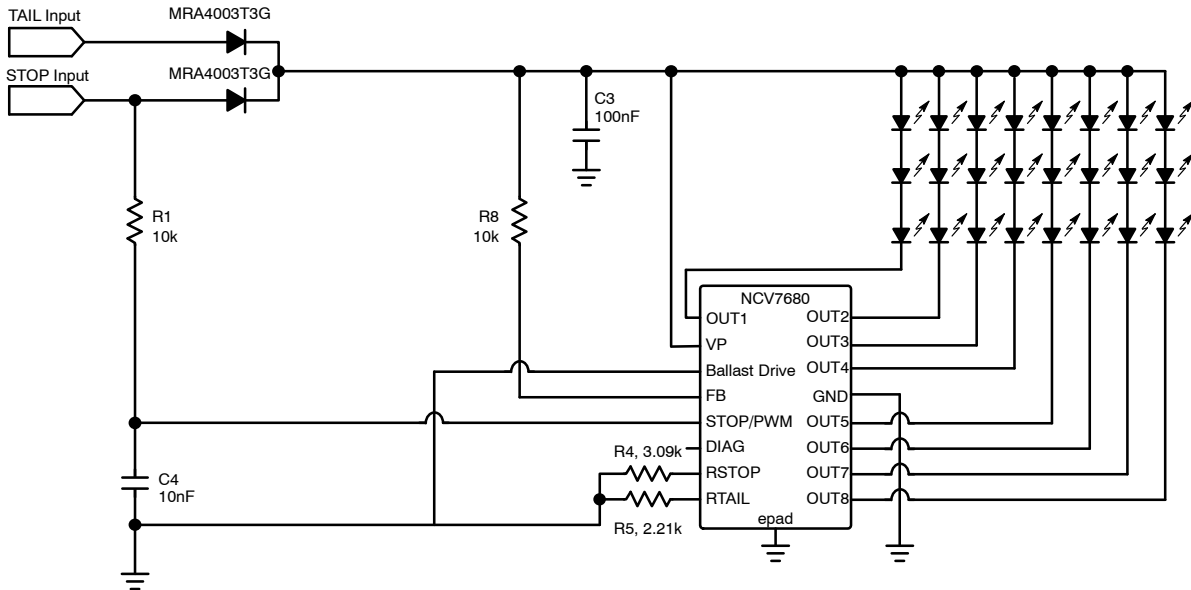 TAIL Input
MRA4003T3G
STOP Input
MRA4003T3G
C3
100nF
R1
10k
R8
10k
NCV7680
OUT1
OUT2
VP
OUT3
Ballast Drive
OUT4
FB
GND
STOP/PWM
OUT5
DIAG
OUT6
R4, 3.09k
RSTOP
OUT7
C4
10nF
RTAIL
OUT8
R5, 2.21k
epad